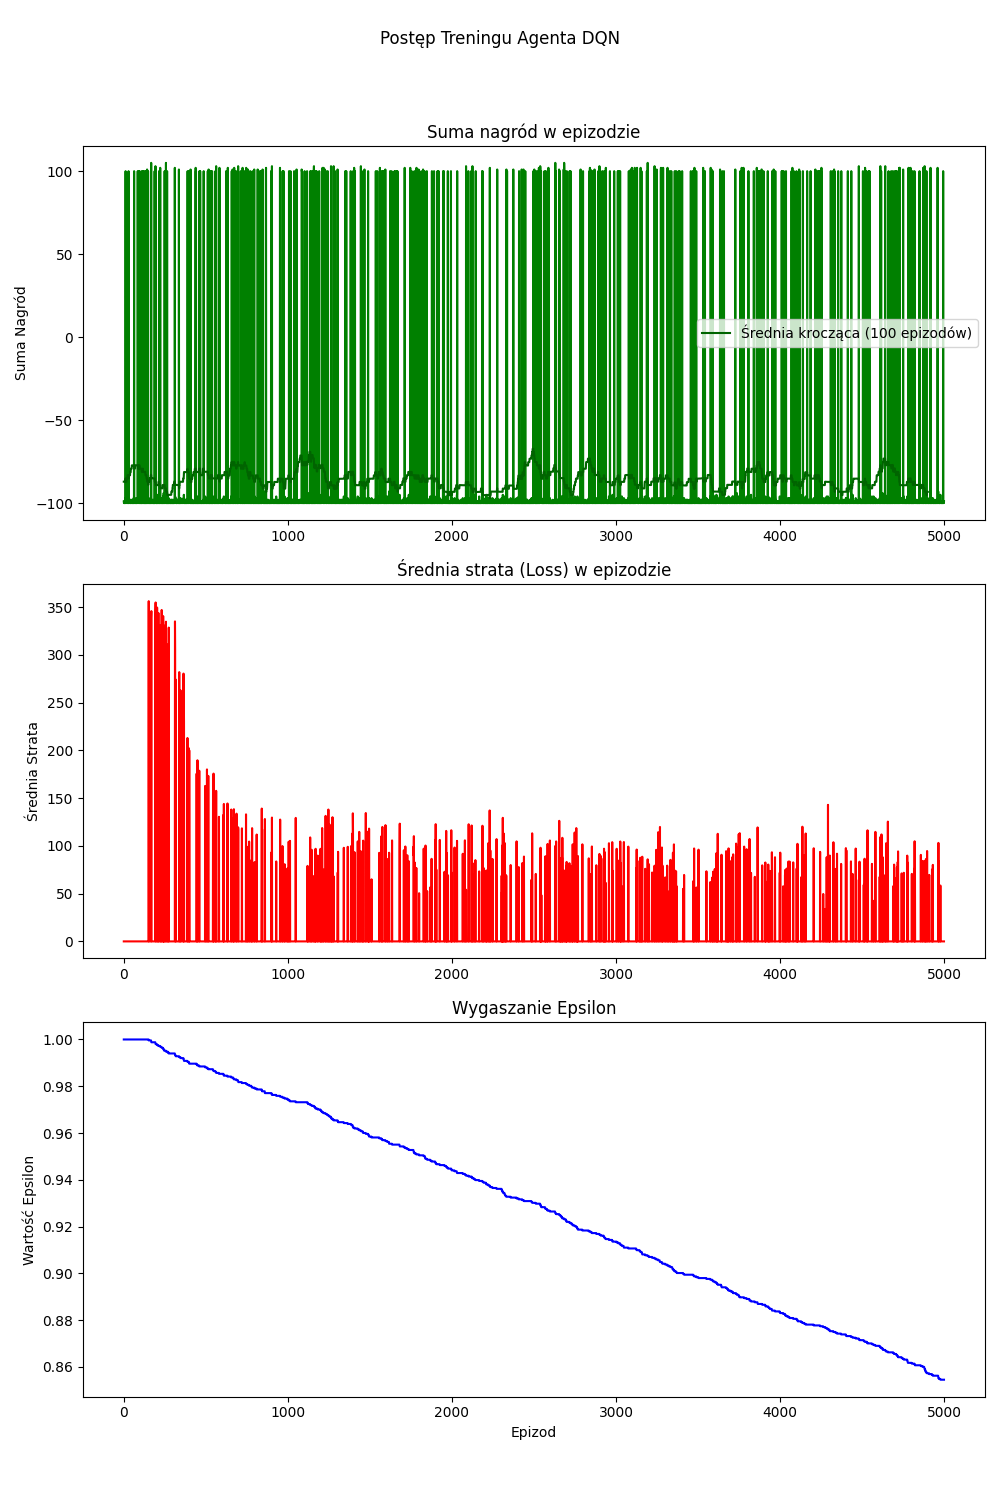 Postęp Treningu Agenta DQN
Suma nagród w epizodzie
Suma Nagród
100
50
0
−50
−100
Średnia krocząca (100 epizodów)
0 1000 2000 3000 4000 5000
Średnia strata (Loss) w epizodzie
Średnia Strata
350
300
250
200
150
100
50
0
0 1000 2000 3000 4000 5000
Wygaszanie Epsilon
Wartość Epsilon
1.00
0.98
0.96
0.94
0.92
0.90
0.88
0.86
0 1000 2000 3000 4000 5000
Epizod